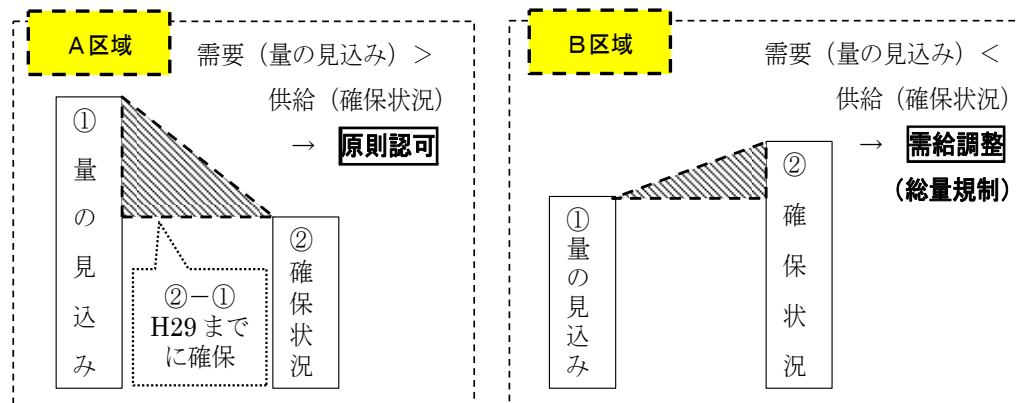 A区域
需要（量の見込み）＞
供給（確保状況）
→ 原則認可
①量の見込み
②確保状況
②－①
H29まで
に確保
B区域
需要（量の見込み）＜
供給（確保状況）
→ 需給調整
（総量規制）
①量の見込み
②確保状況